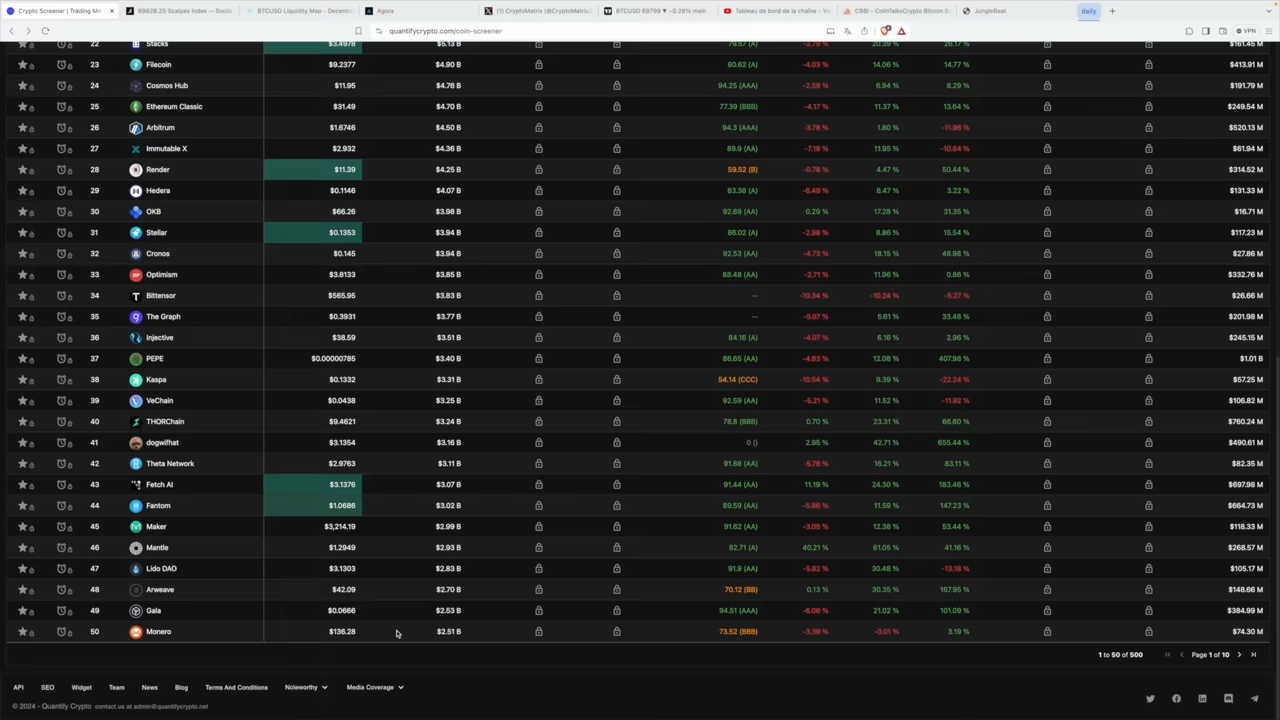 Crypto Screener | Trading Mar
69828.25 Scalpex Index — Socia
BTCUSD Liquidity Map - Decem
Agora
(1) CryptoMatrix (@CryptoMatrix
BTCUSD 69799 ▼ −0.28% main
Tableau de bord de la chaîne - Yo
CBBI - ColinTalksCrypto Bitcoin B
JungleBeat
daily
quantifycrypto.com/coin-screener
VPN
22 Stacks $3.4978 $5.13 B 79.57 (A) -2.79 % 20.39 % 26.17 % $161.45 M
23 Filecoin $9.2377 $4.90 B 80.62 (A) -4.03 % 14.06 % 14.77 % $413.91 M
24 Cosmos Hub $11.95 $4.76 B 94.25 (AAA) -2.59 % 6.94 % 8.29 % $191.79 M
25 Ethereum Classic $31.49 $4.70 B 77.39 (BBB) -4.17 % 11.37 % 13.64 % $249.54 M
26 Arbitrum $1.6746 $4.50 B 94.3 (AAA) -3.78 % 1.80 % -11.96 % $520.13 M
27 Immutable X $2.932 $4.36 B 89.9 (AA) -7.18 % 11.95 % -10.64 % $61.94 M
28 Render $11.39 $4.25 B 59.52 (B) -0.76 % 4.47 % 50.44 % $314.52 M
29 Hedera $0.1146 $4.07 B 83.38 (A) -6.49 % 8.47 % 3.22 % $131.33 M
30 OKB $66.26 $3.98 B 92.69 (AA) 0.29 % 17.28 % 31.35 % $16.71 M
31 Stellar $0.1353 $3.94 B 86.02 (A) -2.98 % 8.86 % 15.54 % $117.23 M
32 Cronos $0.145 $3.94 B 92.53 (AA) -4.73 % 18.15 % 48.98 % $27.86 M
33 Optimism $3.8133 $3.85 B 88.48 (AA) -2.71 % 11.96 % 0.86 % $332.76 M
34 Bittensor $565.95 $3.83 B -- -10.34 % -10.24 % -5.27 % $26.66 M
35 The Graph $0.3931 $3.77 B -- -5.07 % 5.61 % 33.48 % $201.98 M
36 Injective $38.59 $3.51 B 84.16 (A) -4.07 % 6.16 % 2.96 % $245.15 M
37 PEPE $0.00000785 $3.40 B 86.65 (AA) -4.83 % 12.08 % 407.98 % $1.01 B
38 Kaspa $0.1332 $3.31 B 54.14 (CCC) -10.54 % 9.39 % -22.24 % $57.25 M
39 VeChain $0.0438 $3.25 B 92.59 (AA) -5.21 % 11.52 % -11.92 % $106.82 M
40 THORChain $9.4621 $3.24 B 78.8 (BBB) 0.70 % 23.31 % 66.60 % $760.24 M
41 dogwifhat $3.1354 $3.16 B 0 () 2.95 % 42.71 % 655.44 % $490.61 M
42 Theta Network $2.9763 $3.11 B 91.88 (AA) -5.78 % 16.21 % 83.11 % $82.35 M
43 Fetch AI $3.1376 $3.07 B 91.44 (AA) 11.19 % 24.30 % 183.46 % $697.98 M
44 Fantom $1.0686 $3.02 B 89.59 (AA) -5.86 % 11.59 % 147.23 % $664.73 M
45 Maker $3,214.19 $2.99 B 91.62 (AA) -3.05 % 12.38 % 53.44 % $118.33 M
46 Mantle $1.2949 $2.93 B 82.71 (A) 40.21 % 61.05 % 41.16 % $268.57 M
47 Lido DAO $3.1303 $2.83 B 91.9 (AA) -5.82 % 30.48 % -13.18 % $105.17 M
48 Arweave $42.09 $2.70 B 70.12 (BB) 0.13 % 30.35 % 167.95 % $148.66 M
49 Gala $0.0666 $2.53 B 94.51 (AAA) -6.06 % 21.02 % 101.09 % $384.99 M
50 Monero $136.28 $2.51 B 73.52 (BBB) -3.39 % -0.01 % 3.19 % $74.30 M
1 to 50 of 500 Page 1 of 10
API SEO Widget Team News Blog Terms And Conditions Noteworthy Media Coverage
© 2024 - Quantify Crypto contact us at admin@quantifycrypto.net